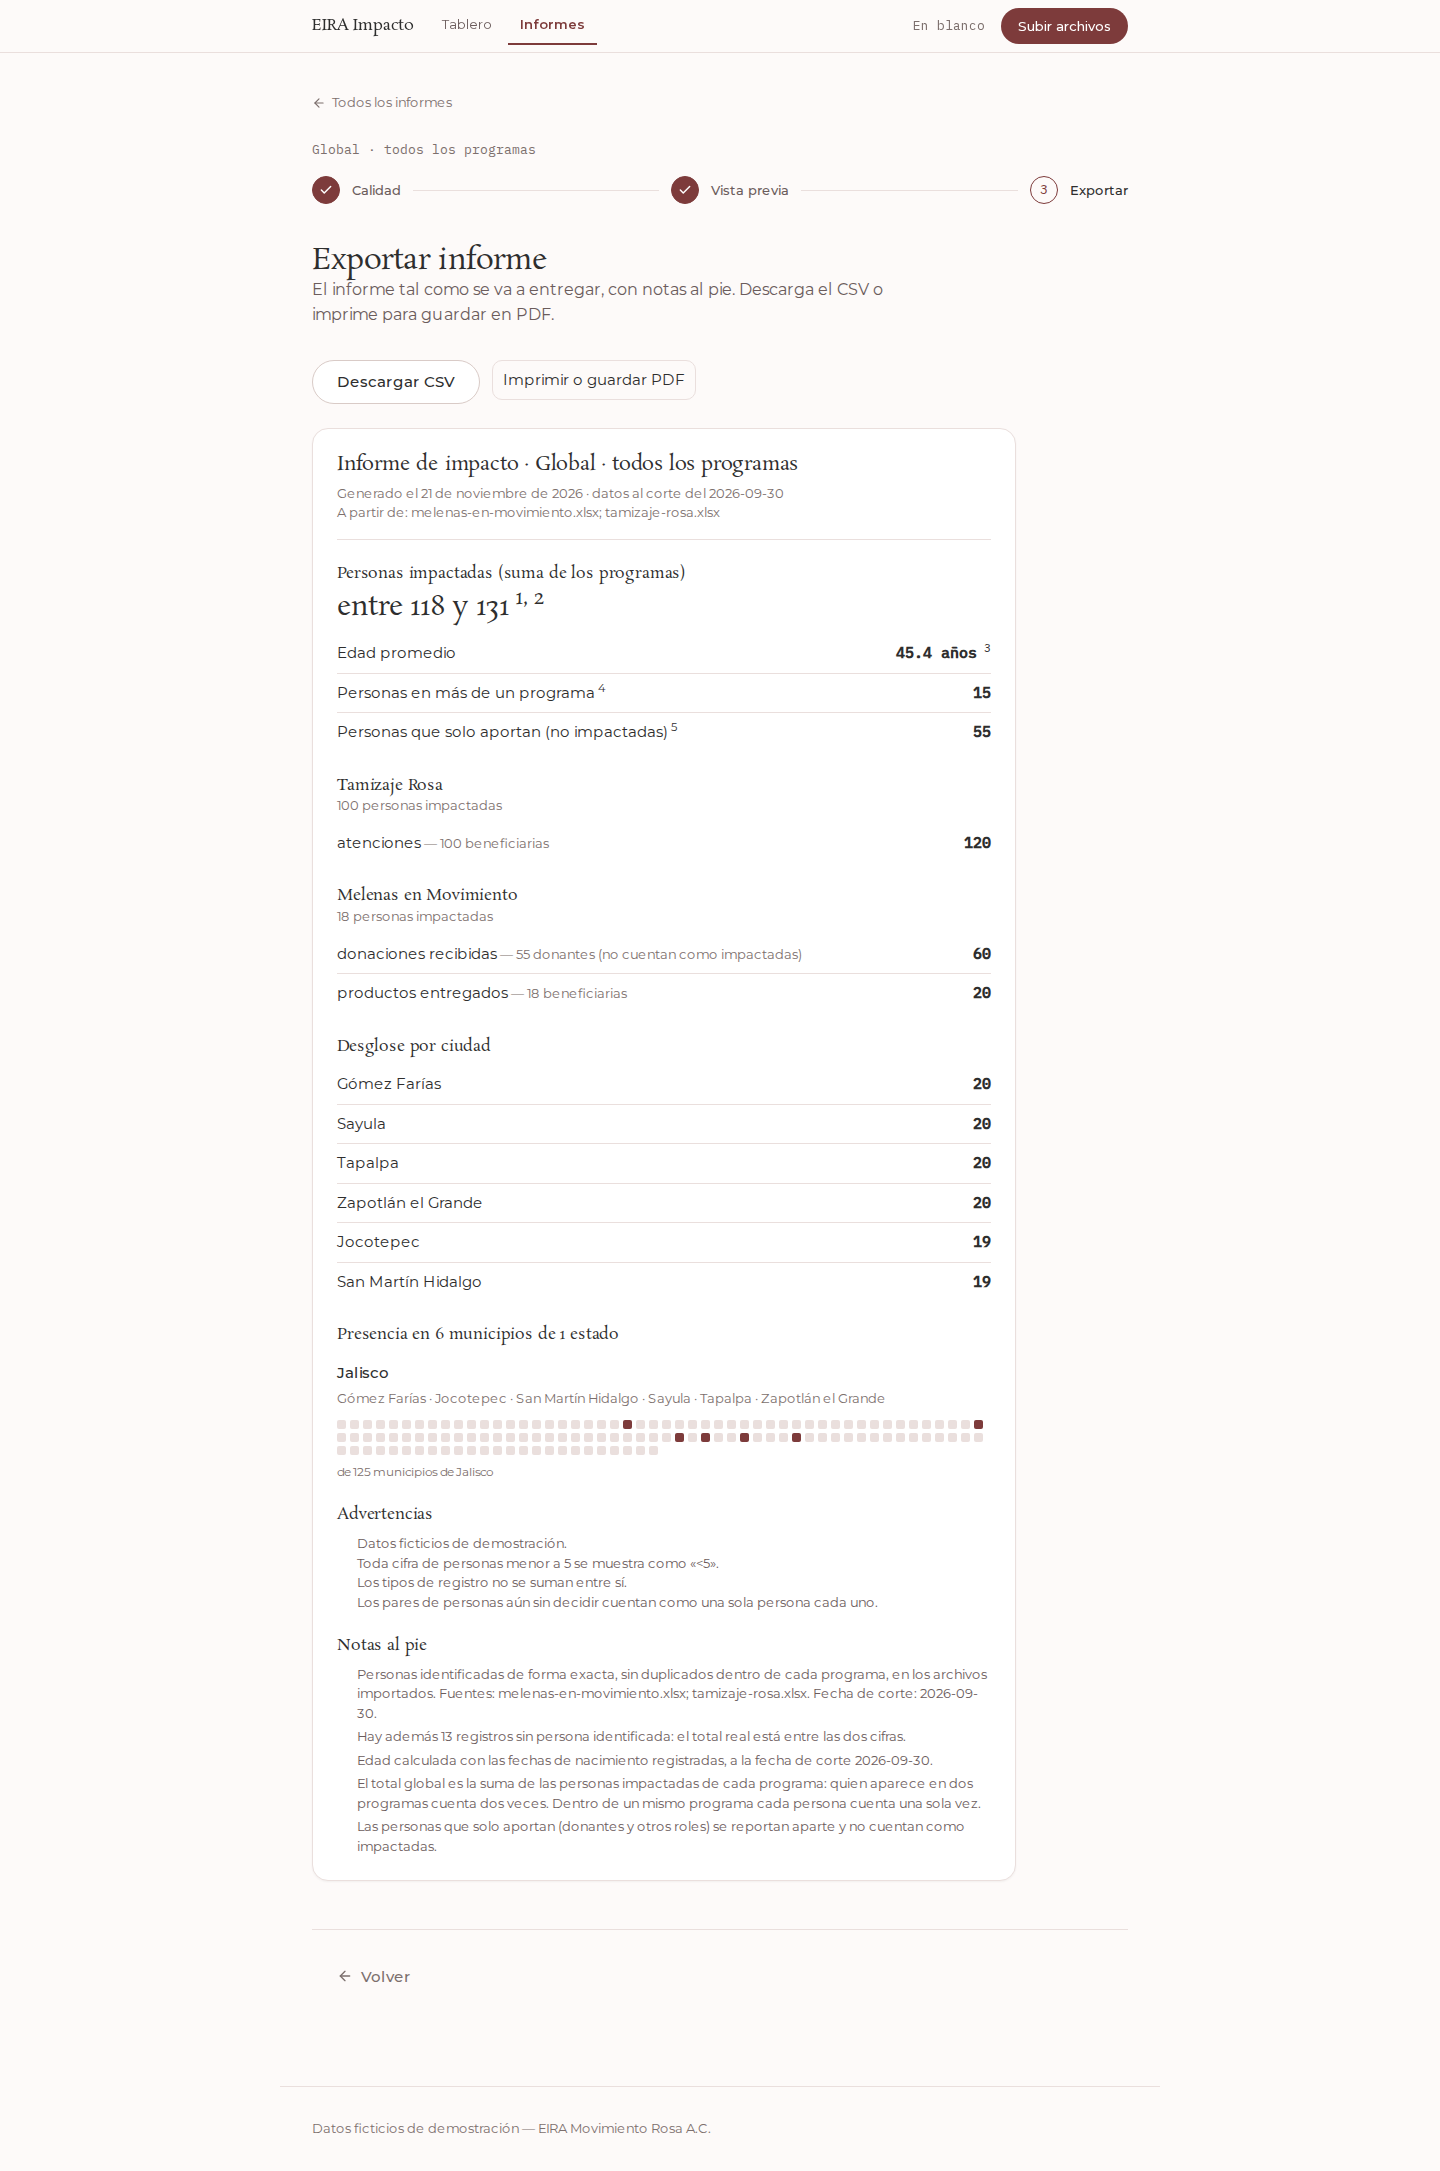 EIRA Impacto Tablero Informes En blanco Subir archivos
← Todos los informes
Global · todos los programas
Calidad Vista previa 3 Exportar
Exportar informe
El informe tal como se va a entregar, con notas al pie. Descarga el CSV o
imprime para guardar en PDF.
Descargar CSV Imprimir o guardar PDF
Informe de impacto · Global · todos los programas
Generado el 21 de noviembre de 2026 · datos al corte del 2026-09-30
A partir de: melenas-en-movimiento.xlsx; tamizaje-rosa.xlsx
Personas impactadas (suma de los programas)
entre 118 y 131 1, 2
Edad promedio 45.4 años 3
Personas en más de un programa 4 15
Personas que solo aportan (no impactadas) 5 55
Tamizaje Rosa
100 personas impactadas
atenciones — 100 beneficiarias 120
Melenas en Movimiento
18 personas impactadas
donaciones recibidas — 55 donantes (no cuentan como impactadas) 60
productos entregados — 18 beneficiarias 20
Desglose por ciudad
Gómez Farías 20
Sayula 20
Tapalpa 20
Zapotlán el Grande 20
Jocotepec 19
San Martín Hidalgo 19
Presencia en 6 municipios de 1 estado
Jalisco
Gómez Farías · Jocotepec · San Martín Hidalgo · Sayula · Tapalpa · Zapotlán el Grande
de 125 municipios de Jalisco
Advertencias
Datos ficticios de demostración.
Toda cifra de personas menor a 5 se muestra como «<5».
Los tipos de registro no se suman entre sí.
Los pares de personas aún sin decidir cuentan como una sola persona cada uno.
Notas al pie
Personas identificadas de forma exacta, sin duplicados dentro de cada programa, en los archivos
importados. Fuentes: melenas-en-movimiento.xlsx; tamizaje-rosa.xlsx. Fecha de corte: 2026-09-
30.
Hay además 13 registros sin persona identificada: el total real está entre las dos cifras.
Edad calculada con las fechas de nacimiento registradas, a la fecha de corte 2026-09-30.
El total global es la suma de las personas impactadas de cada programa: quien aparece en dos
programas cuenta dos veces. Dentro de un mismo programa cada persona cuenta una sola vez.
Las personas que solo aportan (donantes y otros roles) se reportan aparte y no cuentan como
impactadas.
← Volver
Datos ficticios de demostración — EIRA Movimiento Rosa A.C.